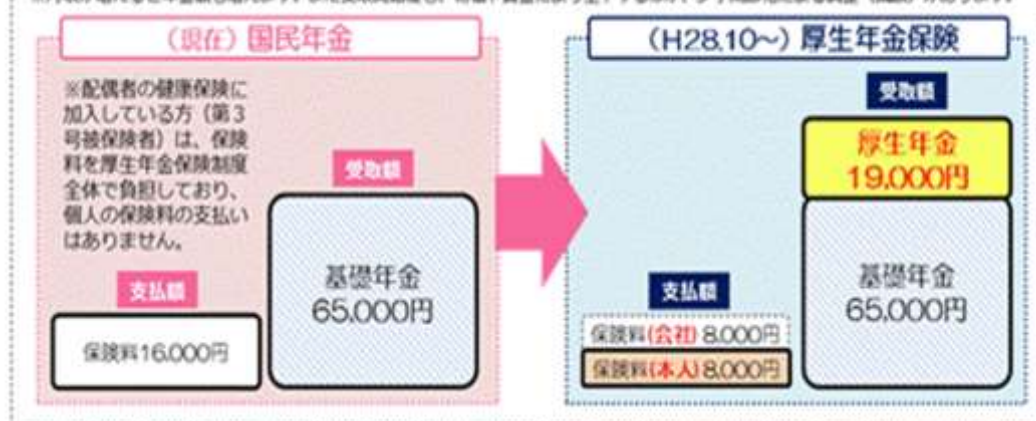 (現在) 国民年金
※配偶者の健康保険に
加入している方(第3
号被保険者)は、保険
料を厚生年金保険制度
全体で負担しており、
個人の保険料の支払い
はありません。
受取額
基礎年金
65,000円
支払額
保険料16,000円
(H28.10~) 厚生年金保険
受取額
厚生年金
19,000円
基礎年金
65,000円
支払額
保険料(会社) 8,000円
保険料(本人) 8,000円